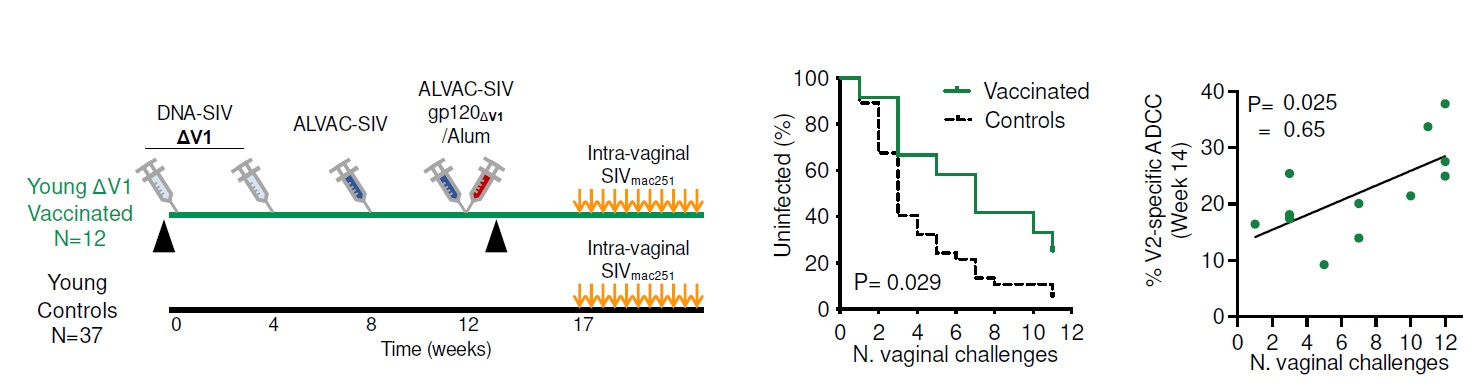 DNA-SIV
ΔV1
ALVAC-SIV
ALVAC-SIV
gp120ΔV1
/Alum
Intra-vaginal
SIVmac251
Young ΔV1
Vaccinated
N=12
Intra-vaginal
SIVmac251
Young
Controls
N=37
0 4 8 12 17
Time (weeks)
Uninfected (%)
100
80
60
40
20
0
Vaccinated
Controls
P= 0.029
0 2 4 6 8 10 12
N. vaginal challenges
% V2-specific ADCC
(Week 14)
40
30
20
10
0
P= 0.025
= 0.65
0 2 4 6 8 10 12
N. vaginal challenges